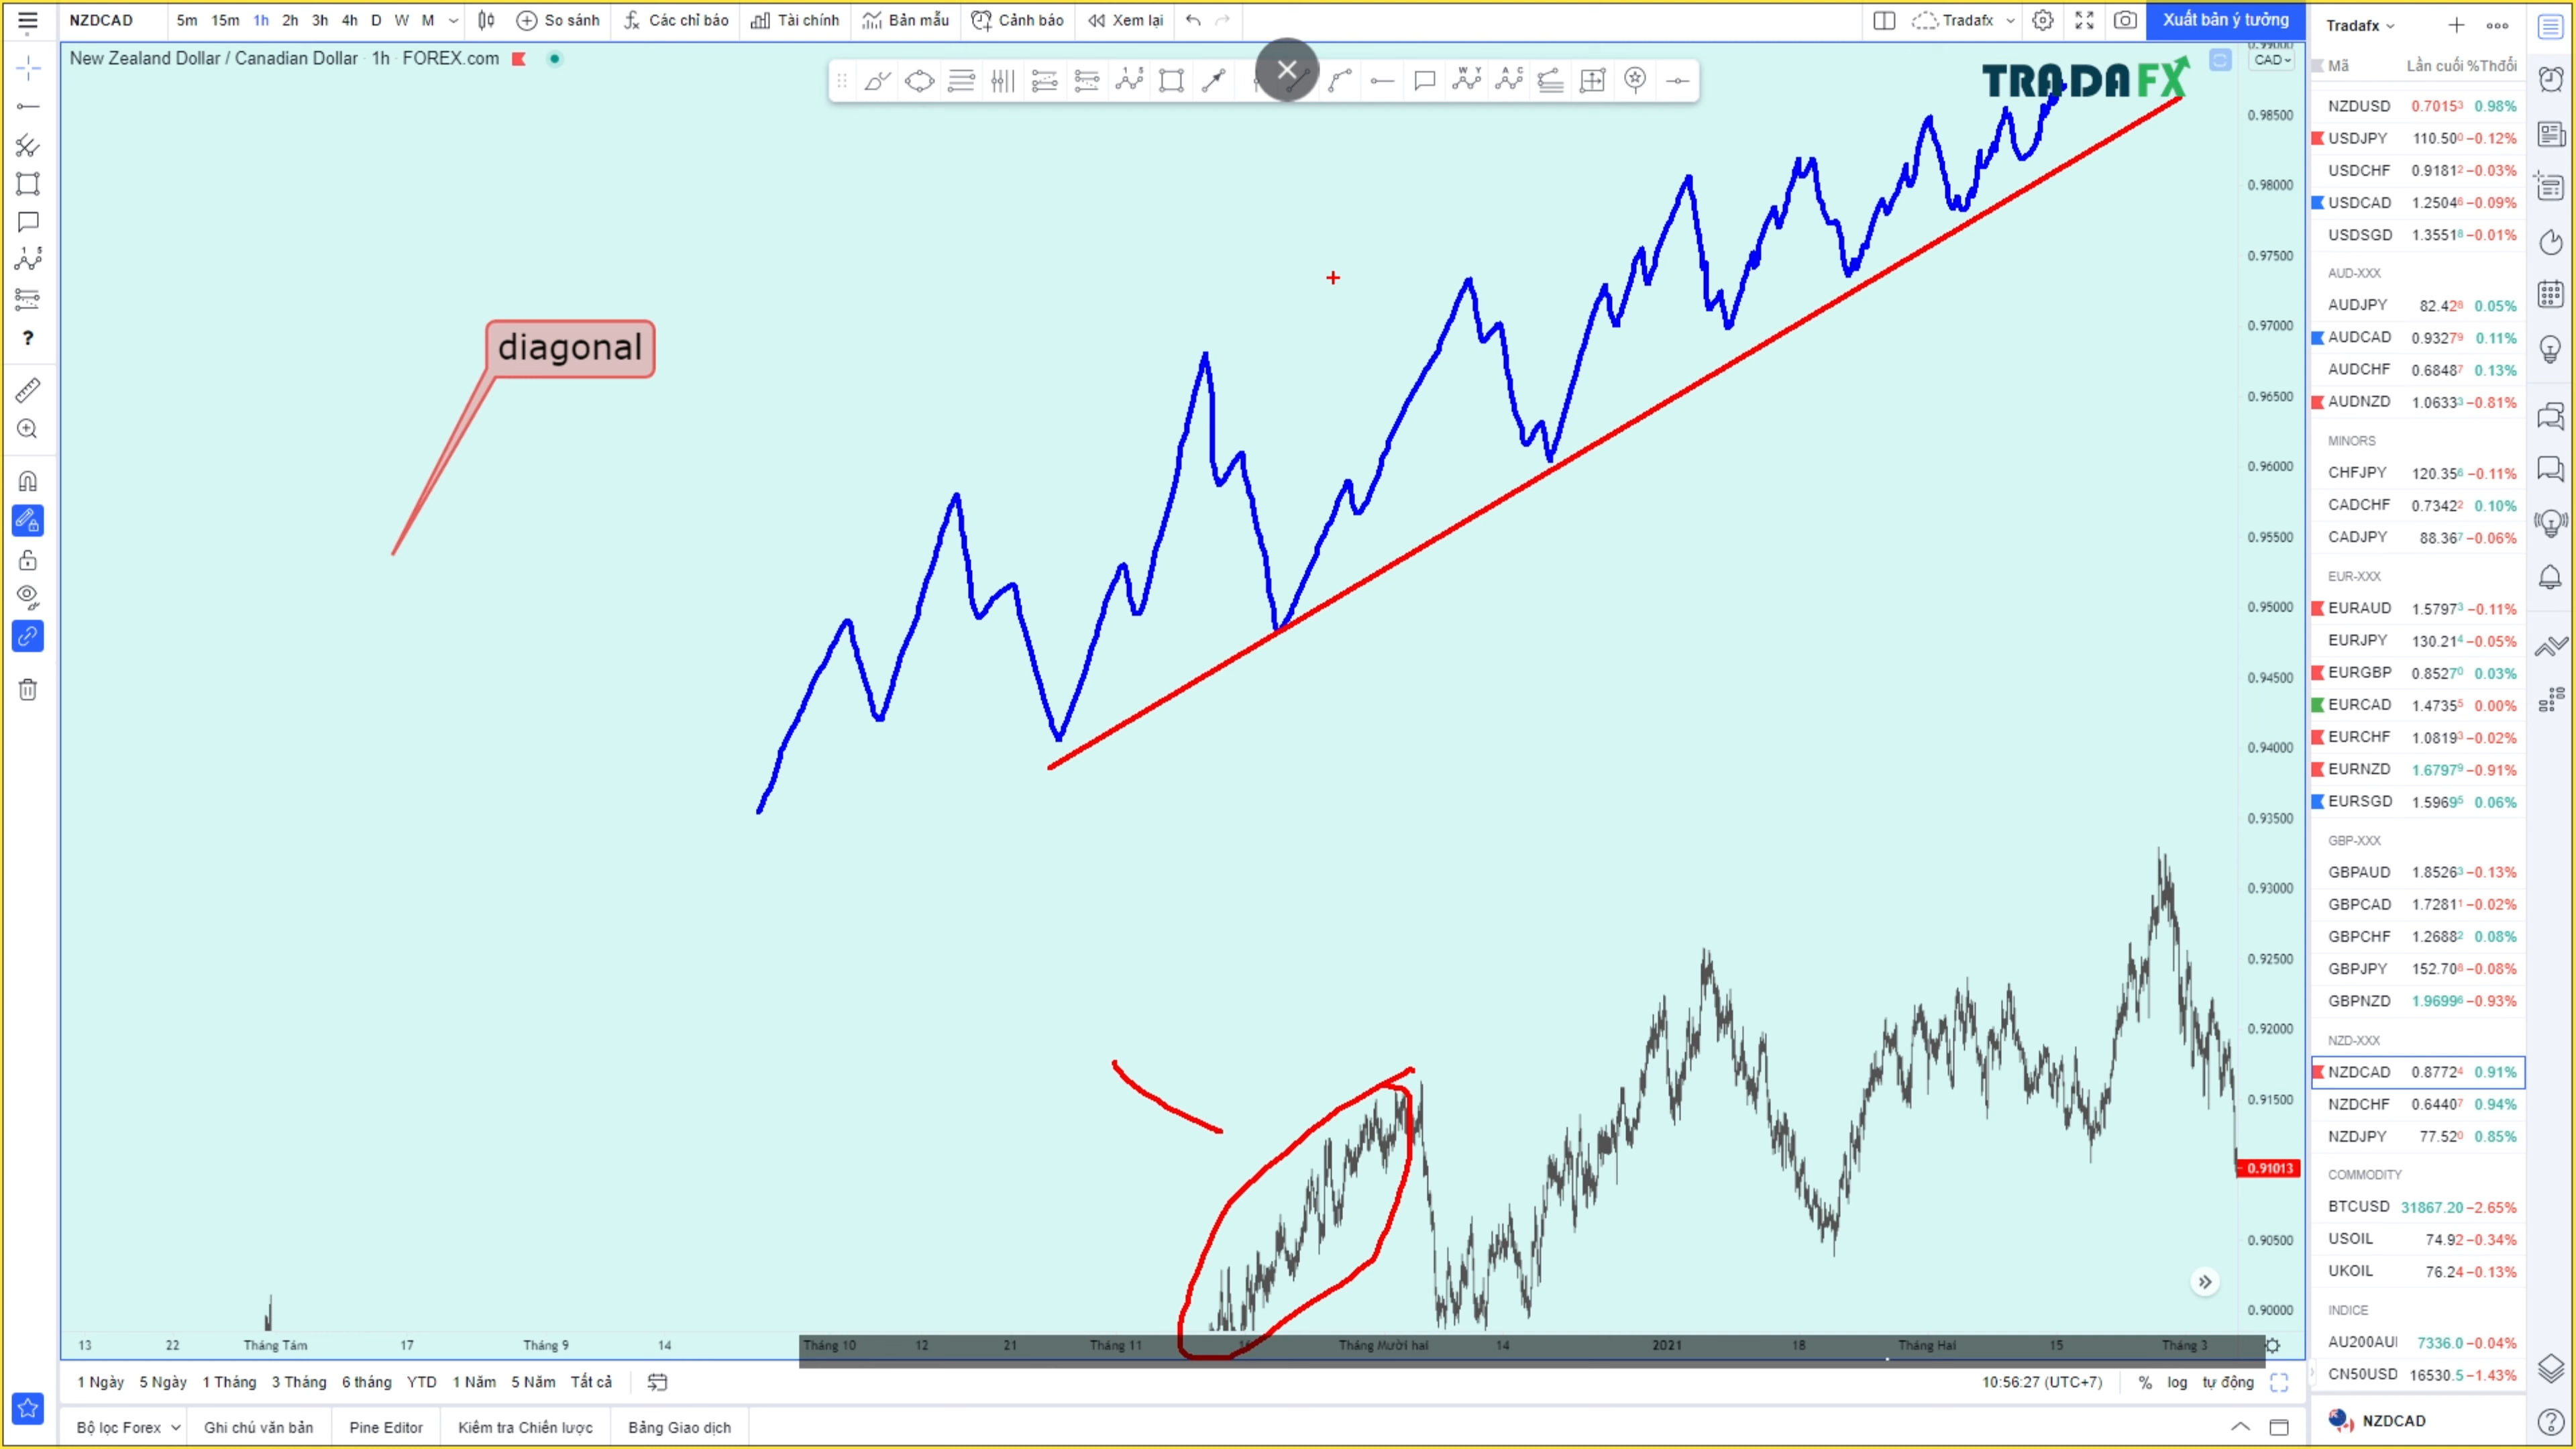 NZDCAD 5m 15m 1h 2h 3h 4h D W M So sánh Các chỉ báo Tài chính Bản mẫu Cảnh báo Xem lại Tradafx Xuất bản ý tưởng
New Zealand Dollar / Canadian Dollar · 1h · FOREX.com
CAD
TRADAFX
diagonal
0.98500
0.98000
0.97500
0.97000
0.96500
0.96000
0.95500
0.95000
0.94500
0.94000
0.93500
0.93000
0.92500
0.92000
0.91500
0.91013
0.90500
0.90000
13 22 Tháng Tám 17 Tháng 9 14 Tháng 10 12 21 Tháng 11 Tháng Mười hai 14 2021 18 Tháng Hai 15 Tháng 3
1 Ngày 5 Ngày 1 Tháng 3 Tháng 6 tháng YTD 1 Năm 5 Năm Tất cả 10:56:27 (UTC+7) % log tự động
Bộ lọc Forex Ghi chú văn bản Pine Editor Kiểm tra Chiến lược Bảng Giao dịch
Tradafx
Mã Lần cuối %Thđổi
NZDUSD 0.70153 0.98%
USDJPY 110.500 −0.12%
USDCHF 0.91812 −0.03%
USDCAD 1.25046 −0.09%
USDSGD 1.35518 −0.01%
AUD-XXX
AUDJPY 82.428 0.05%
AUDCAD 0.93279 0.11%
AUDCHF 0.68487 0.13%
AUDNZD 1.06333 −0.81%
MINORS
CHFJPY 120.356 −0.11%
CADCHF 0.73422 0.10%
CADJPY 88.367 −0.06%
EUR-XXX
EURAUD 1.57973 −0.11%
EURJPY 130.214 −0.05%
EURGBP 0.85270 0.03%
EURCAD 1.47355 0.00%
EURCHF 1.08193 −0.02%
EURNZD 1.67979 −0.91%
EURSGD 1.59695 0.06%
GBP-XXX
GBPAUD 1.85263 −0.13%
GBPCAD 1.72811 −0.02%
GBPCHF 1.26882 0.08%
GBPJPY 152.708 −0.08%
GBPNZD 1.96996 −0.93%
NZD-XXX
NZDCAD 0.87724 0.91%
NZDCHF 0.64407 0.94%
NZDJPY 77.520 0.85%
COMMODITY
BTCUSD 31867.20 −2.65%
USOIL 74.92 −0.34%
UKOIL 76.24 −0.13%
INDICE
AU200AU 7336.0 −0.04%
CN50USD 16530.5 −1.43%
NZDCAD